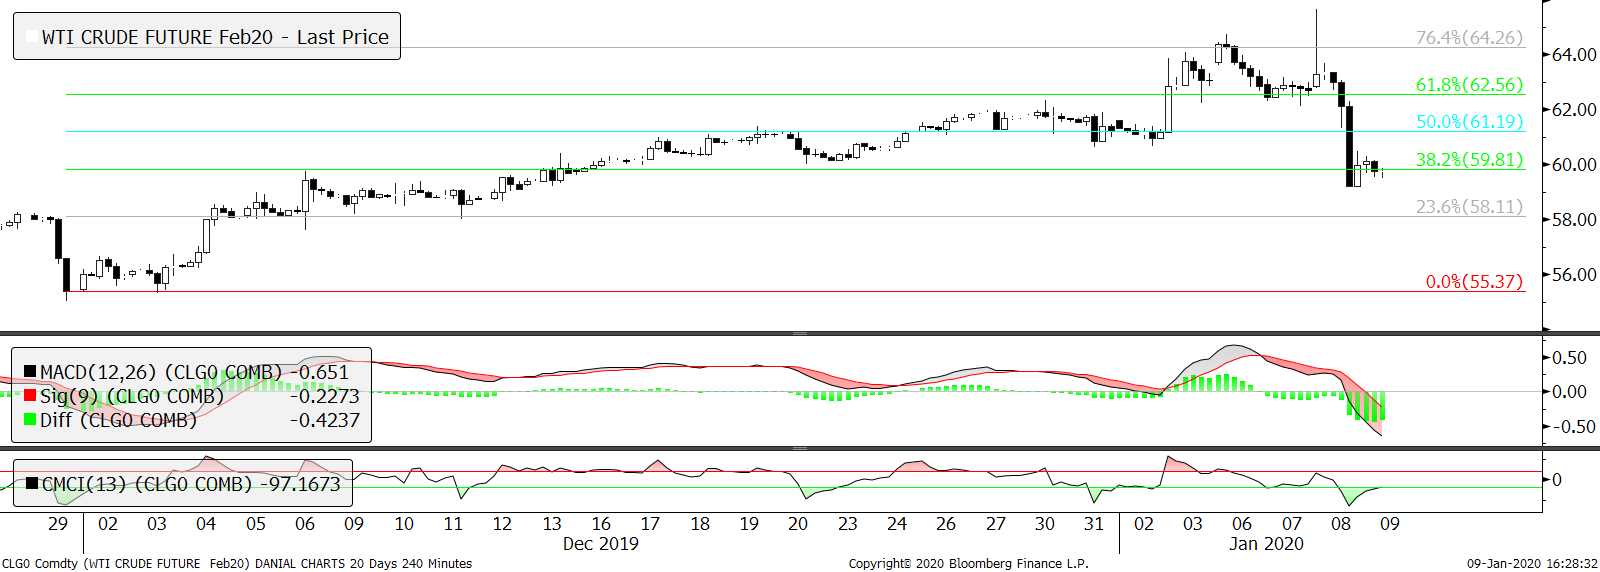 WTI CRUDE FUTURE Feb20 - Last Price
76.4%(64.26)
64.00
61.8%(62.56)
62.00
50.0%(61.19)
38.2%(59.81)
60.00
23.6%(58.11)
58.00
0.0%(55.37)
56.00
MACD(12,26) (CLG0 COMB) -0.651
Sig(9) (CLG0 COMB) -0.2273
Diff (CLG0 COMB) -0.4237
0.50
0.00
-0.50
CMCI(13) (CLG0 COMB) -97.1673
0
29 02 03 04 05 06 09 10 11 12 13 16 17 18 19 20 23 24 26 27 30 31 02 03 06 07 08 09
Dec 2019 Jan 2020
CLG0 Comdty (WTI CRUDE FUTURE Feb20) DANIAL CHARTS 20 Days 240 Minutes Copyright© 2020 Bloomberg Finance L.P. 09-Jan-2020 16:28:32